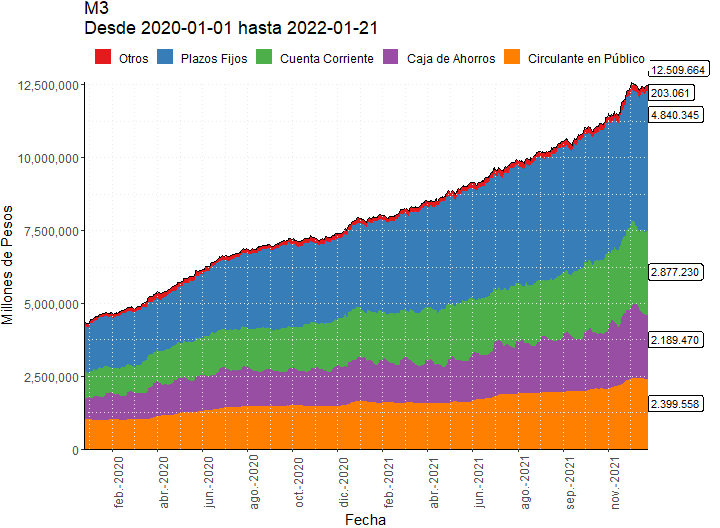 M3
Desde 2020-01-01 hasta 2022-01-21
Otros Plazos Fijos Cuenta Corriente Caja de Ahorros Circulante en Público
12.509.664
203.061
4.840.345
2.877.230
2.189.470
2.399.558
Millones de Pesos
12,500,000
10,000,000
7,500,000
5,000,000
2,500,000
0
feb.-2020
abr.-2020
jun.-2020
ago.-2020
oct.-2020
dic.-2020
feb.-2021
abr.-2021
jun.-2021
ago.-2021
sep.-2021
nov.-2021
Fecha